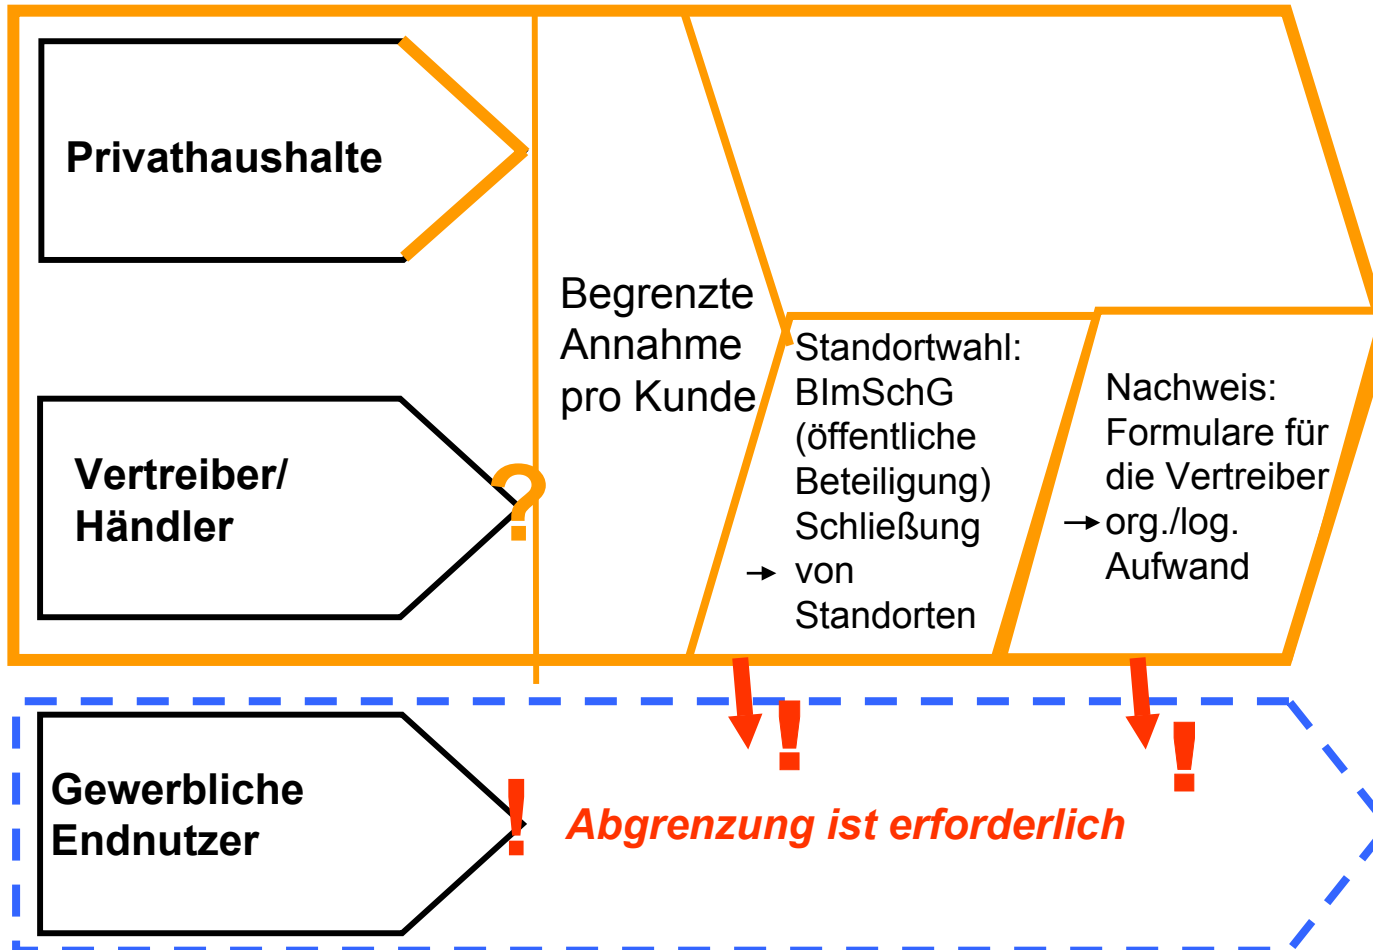 Privathaushalte
Begrenzte
Annahme
pro Kunde
Standortwahl:
BImSchG
(öffentliche
Beteiligung)
Schließung
→ von
Standorten
Nachweis:
Formulare für
die Vertreiber
→ org./log.
Aufwand
Vertreiber/
Händler
?
!
!
Gewerbliche
Endnutzer
!
Abgrenzung ist erforderlich